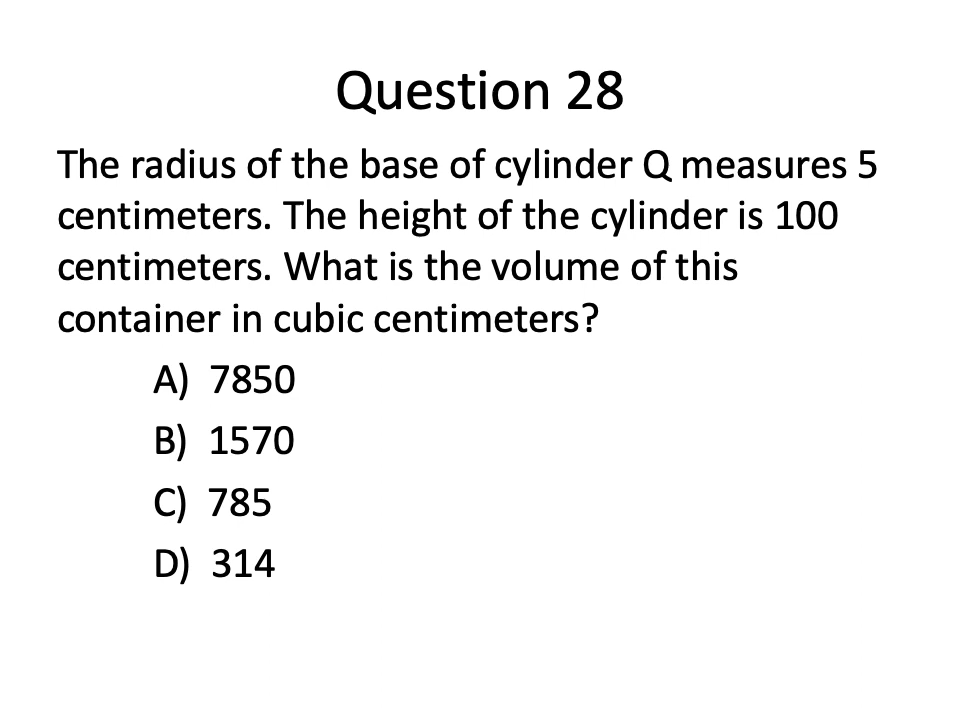 Question 28
The radius of the base of cylinder Q measures 5
centimeters. The height of the cylinder is 100
centimeters. What is the volume of this
container in cubic centimeters?
A) 7850
B) 1570
C) 785
D) 314